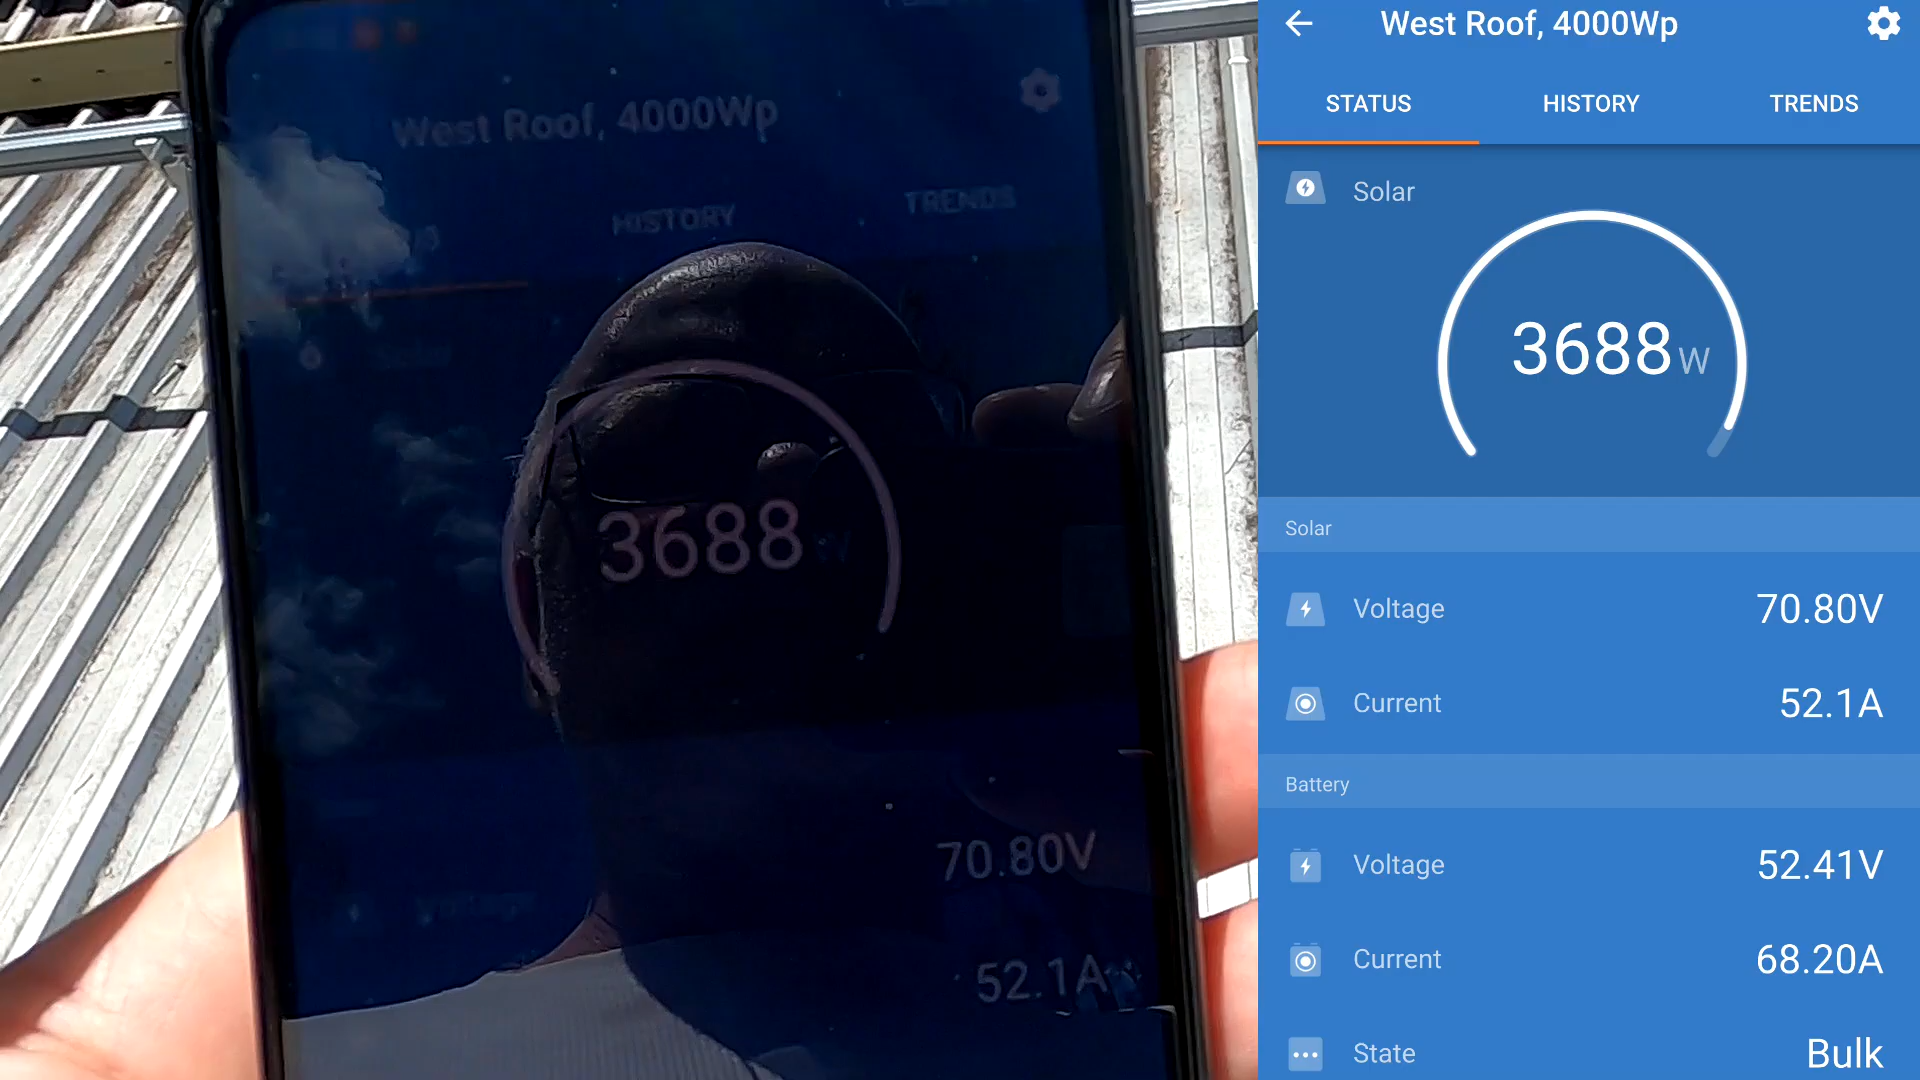 West Roof, 4000Wp
HISTORY
TRENDS
3688
W
70.80V
52.1A
West Roof, 4000Wp
STATUS
HISTORY
TRENDS
Solar
3688W
Solar
Voltage
70.80V
Current
52.1A
Battery
Voltage
52.41V
Current
68.20A
State
Bulk